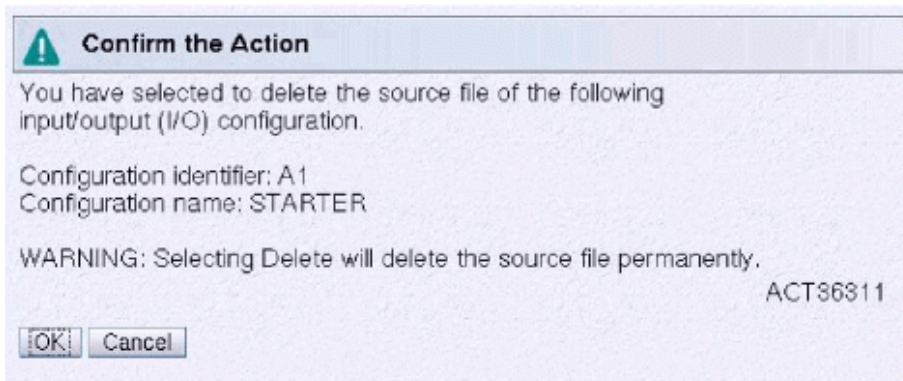 Confirm the Action
You have selected to delete the source file of the following
input/output (I/O) configuration.
Configuration identifier: A1
Configuration name: STARTER
WARNING: Selecting Delete will delete the source file permanently.
ACT36311
OK Cancel